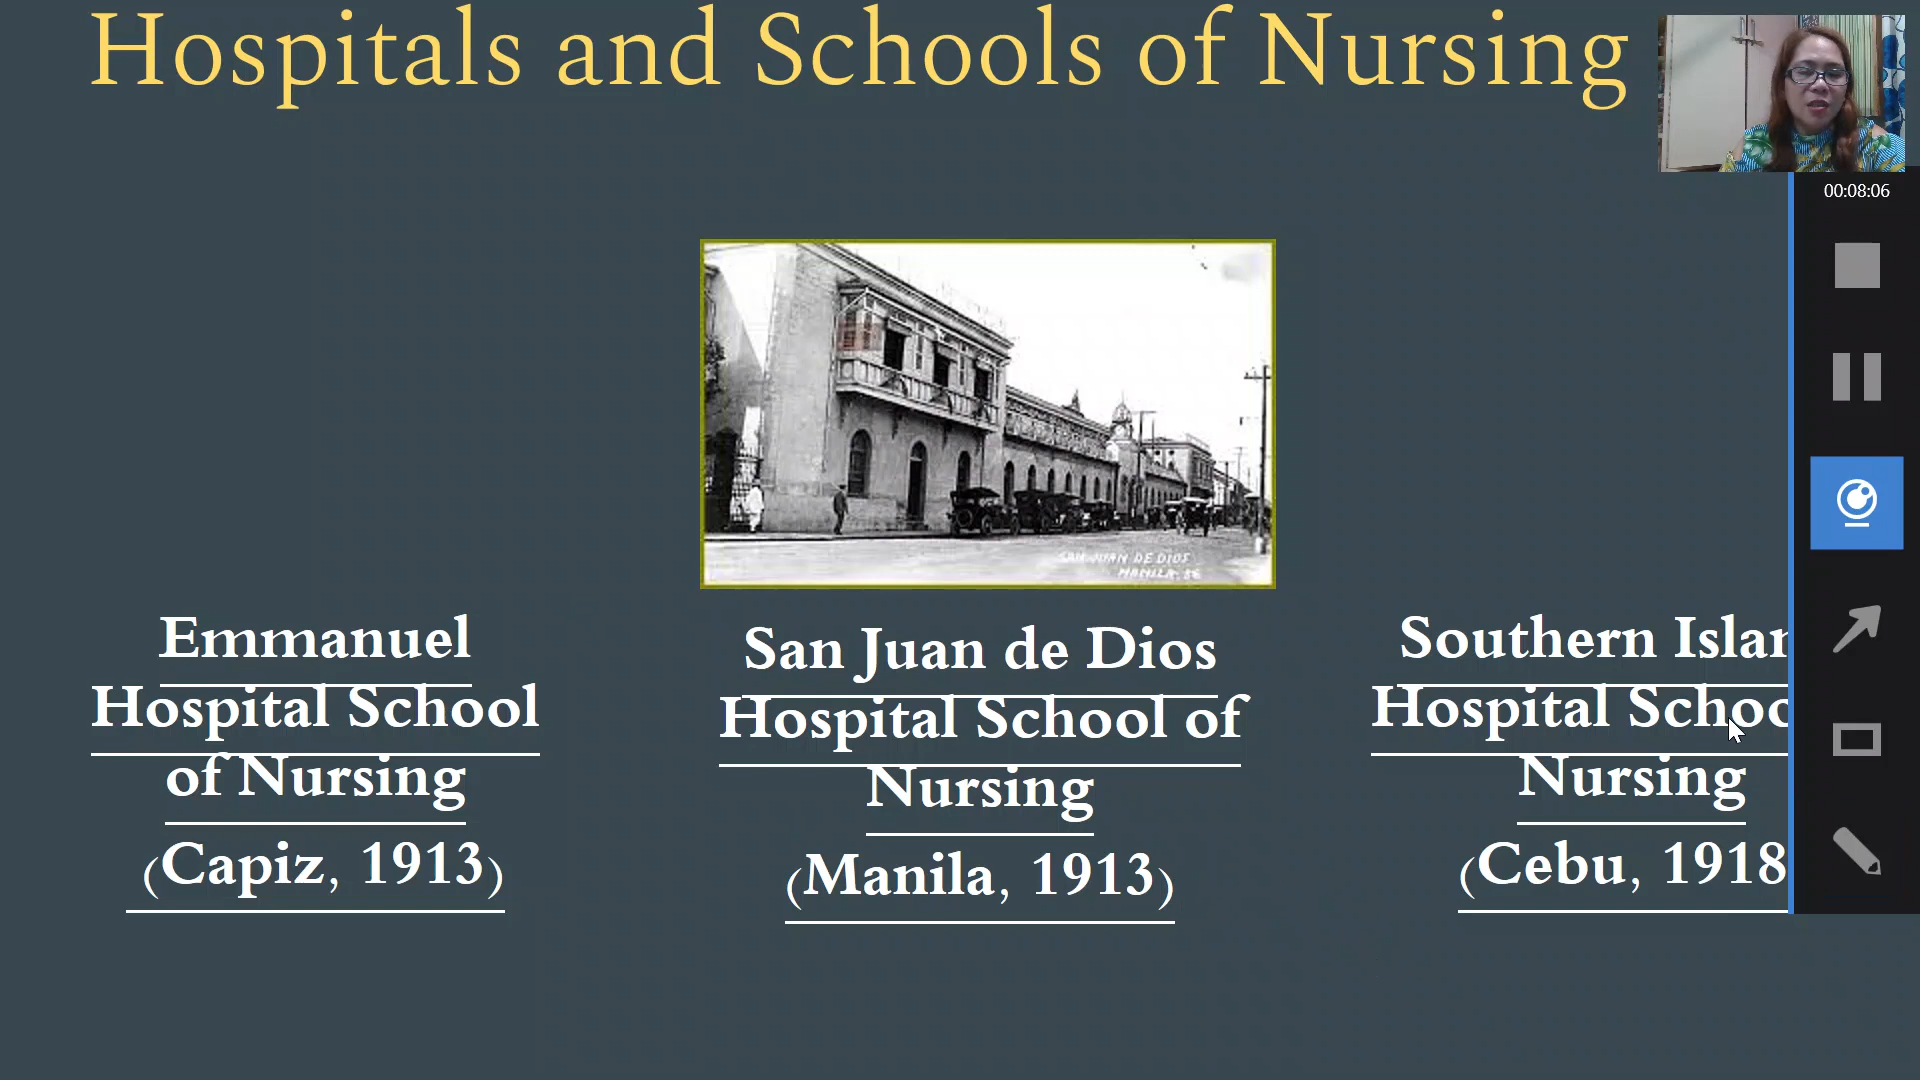 Hospitals and Schools of Nursing
00:08:06
SAN JUAN DE DIOS
MANILA.
Emmanuel
Hospital School
of Nursing
(Capiz, 1913)
San Juan de Dios
Hospital School of
Nursing
(Manila, 1913)
Southern Islan
Hospital Schoo
Nursing
(Cebu, 1918